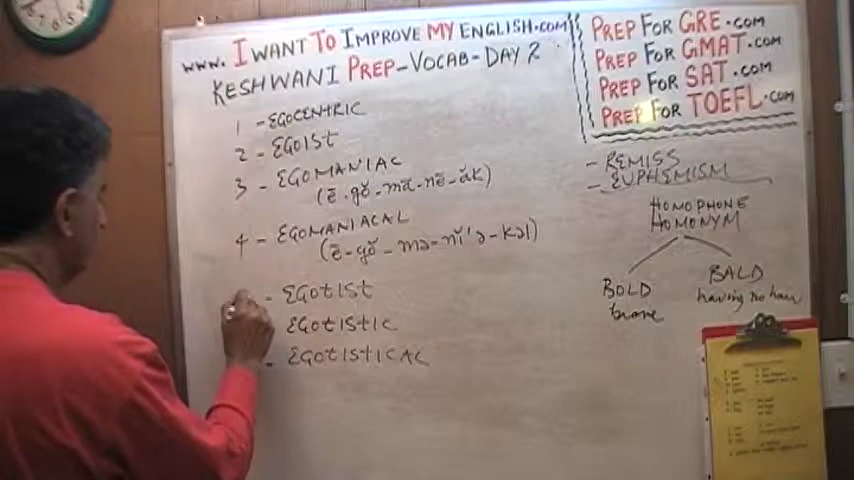 www. I WANT TO IMPROVE MY ENGLISH.COM
KESHWANI PREP-VOCAB-DAY 2
1 - EGOCENTRIC
2 - EGOIST
3 - EGOMANIAC
(ē-gō-mā-nē-ăk)
4 - EGOMANIACAL
(ē-gō-mə-nī'ə-kəl)
- EGOTIST
EGOTISTIC
- EGOTISTICAL
PREP FOR GRE.COM
PREP FOR GMAT.COM
PREP FOR SAT.COM
PREP FOR TOEFL.COM
- REMISS
- EUPHEMISM
HOMOPHONE
HOMONYM
BOLD
brave
BALD
having no hair